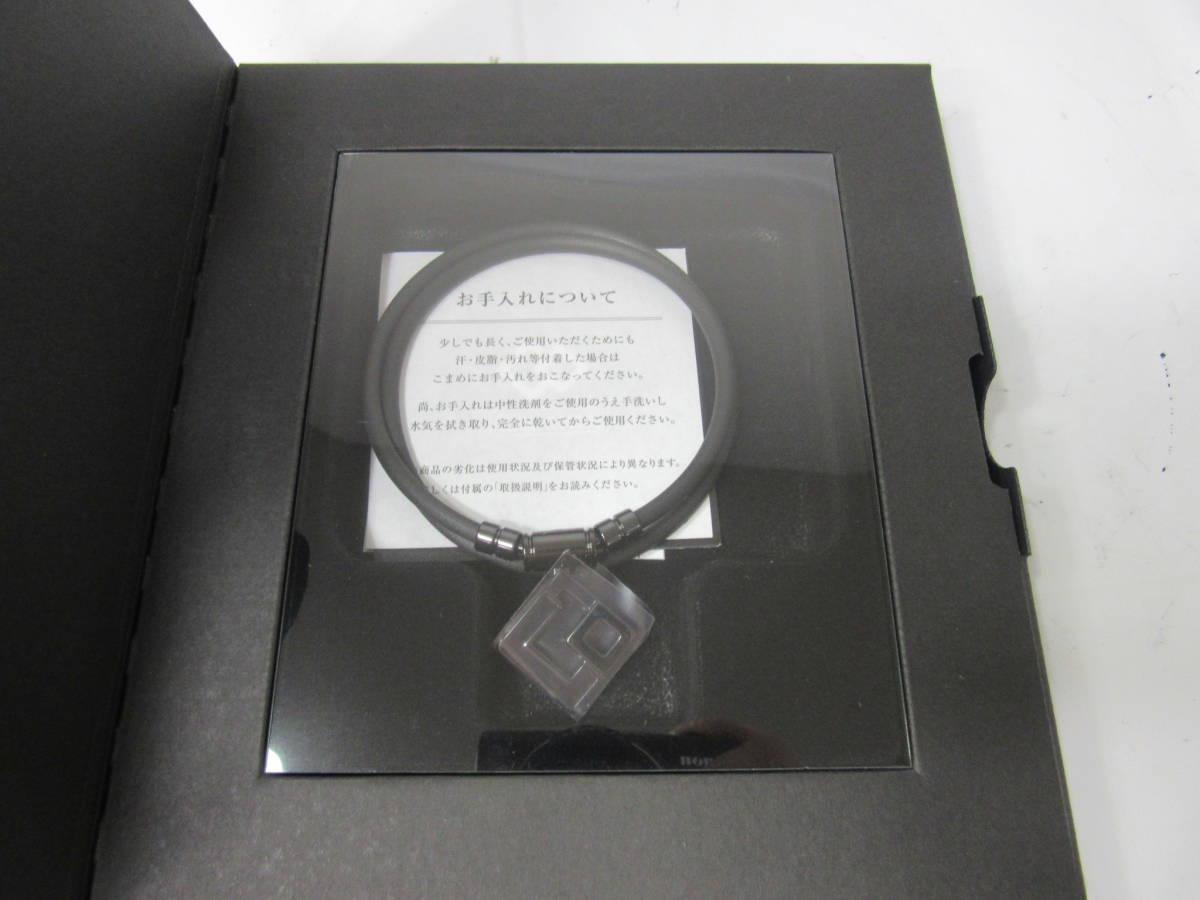 お手入れについて
少しでも長く、ご使用いただくためにも
汗・皮脂・汚れ等付着した場合は
こまめにお手入れをおこなってください。
尚、お手入れは中性洗剤をご使用のうえ手洗いし
水気を拭き取り、完全に乾いてからご使用ください。
商品の劣化は使用状況及び保管状況により異なります。
しくは付属の「取扱説明」をお読みください。